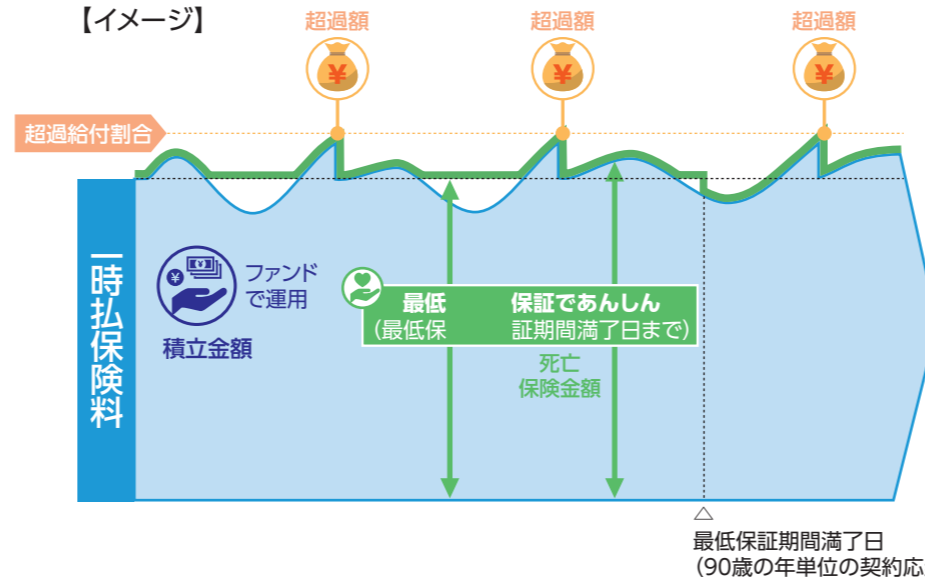 【イメージ】
超過額
超過額
超過額
¥
¥
¥
超過給付割合
一時払保険料
¥
¥
ファンド
で運用
積立金額
最低 保証であんしん
(最低保 証期間満了日まで)
死亡
保険金額
△
最低保証期間満了日
(90歳の年単位の契約応